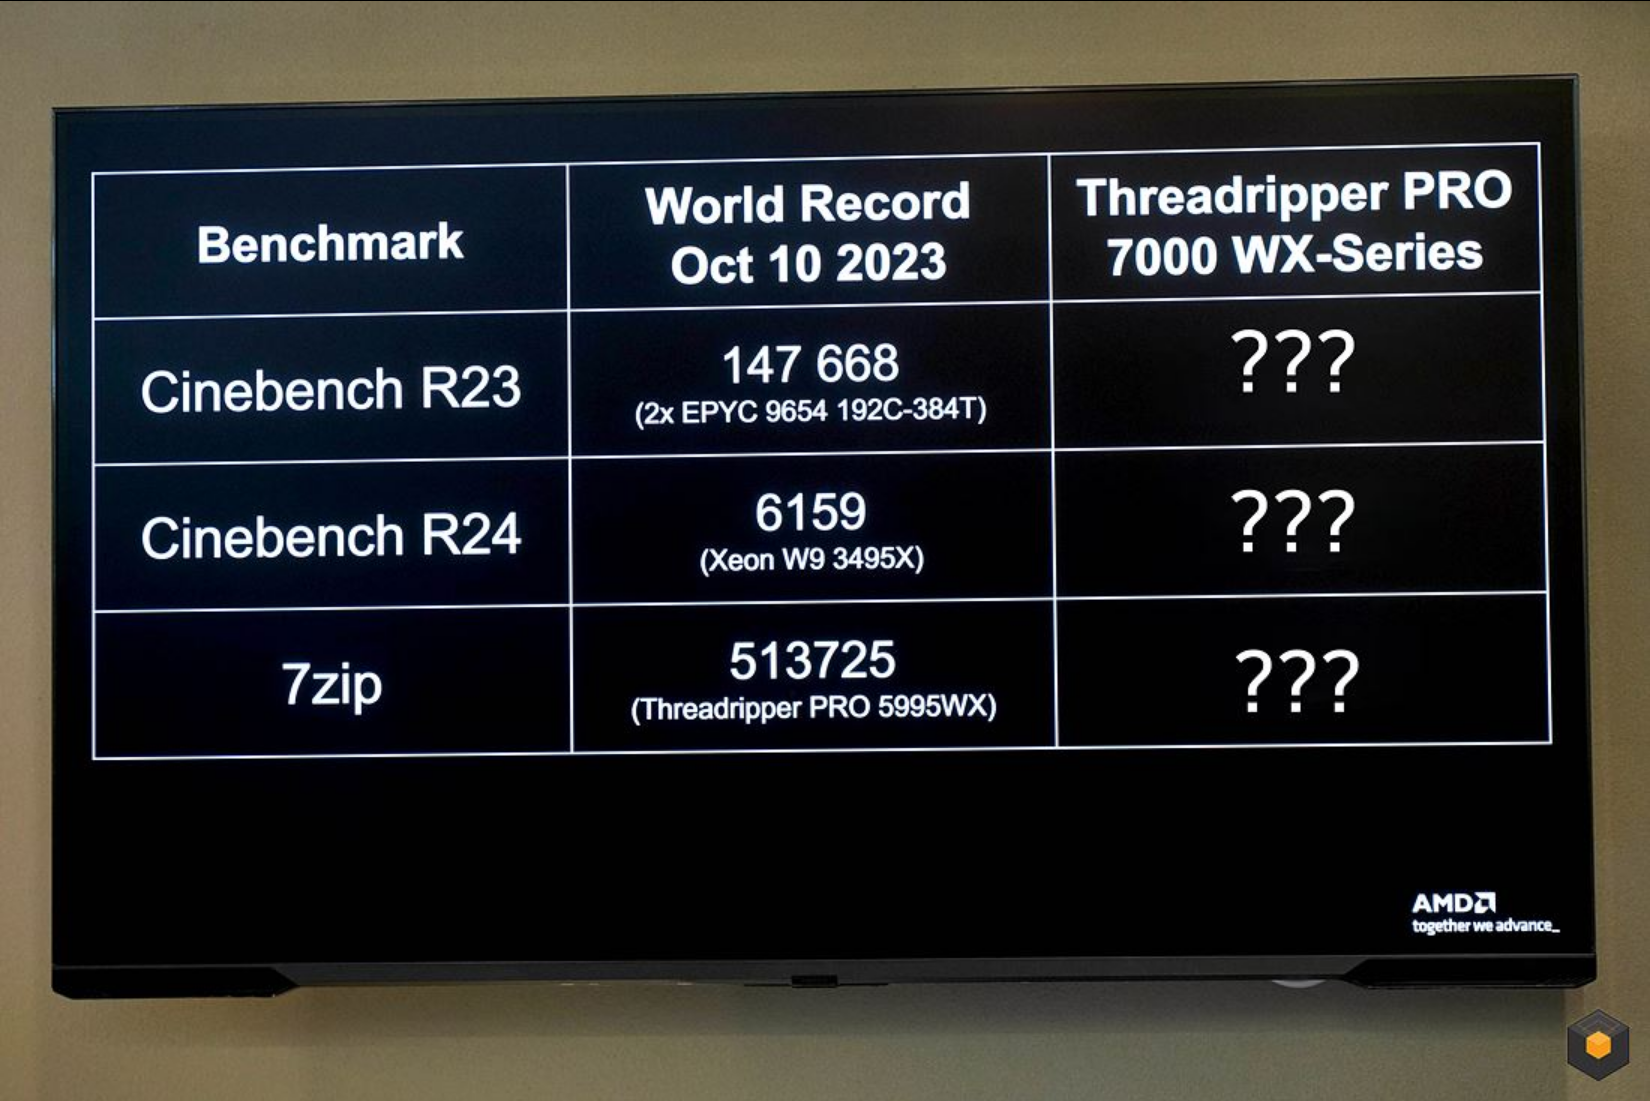 Benchmark
World Record
Oct 10 2023
Threadripper PRO
7000 WX-Series
Cinebench R23
147 668
(2x EPYC 9654 192C-384T)
???
Cinebench R24
6159
(Xeon W9 3495X)
???
7zip
513725
(Threadripper PRO 5995WX)
???
AMD
together we advance_